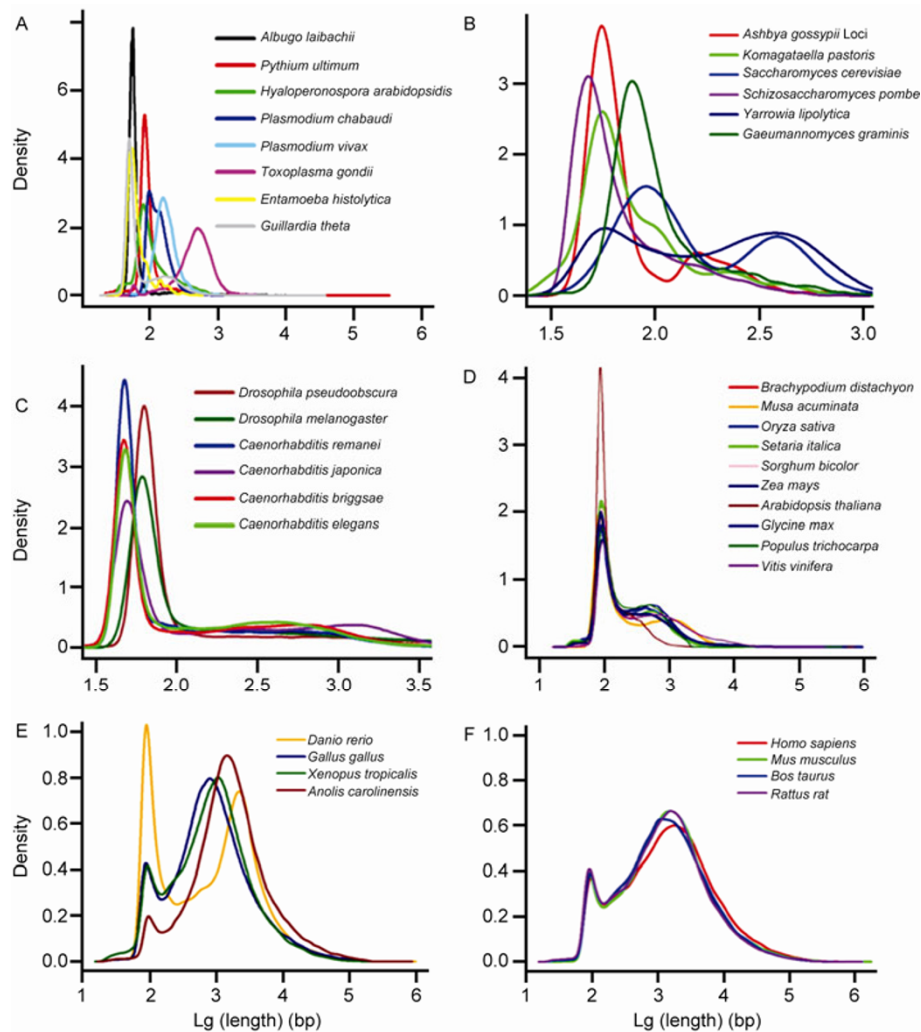 A
Density
6
4
2
0
2
3
4
5
6
Albugo laibachii
Pythium ultimum
Hyaloperonospora arabidopsidis
Plasmodium chabaudi
Plasmodium vivax
Toxoplasma gondii
Entamoeba histolytica
Guillardia theta
B
3
2
1
0
1.5
2.0
2.5
3.0
Ashbya gossypii Loci
Komagataella pastoris
Saccharomyces cerevisiae
Schizosaccharomyces pombe
Yarrowia lipolytica
Gaeumannomyces graminis
C
Density
4
3
2
1
0
1.5
2.0
2.5
3.0
3.5
Drosophila pseudoobscura
Drosophila melanogaster
Caenorhabditis remanei
Caenorhabditis japonica
Caenorhabditis briggsae
Caenorhabditis elegans
D
4
3
2
1
0
1
2
3
4
5
6
Brachypodium distachyon
Musa acuminata
Oryza sativa
Setaria italica
Sorghum bicolor
Zea mays
Arabidopsis thaliana
Glycine max
Populus trichocarpa
Vitis vinifera
E
Density
1.0
0.8
0.6
0.4
0.2
0.0
1
2
3
4
5
6
Lg (length) (bp)
Danio rerio
Gallus gallus
Xenopus tropicalis
Anolis carolinensis
F
1.0
0.8
0.6
0.4
0.2
0.0
1
2
3
4
5
6
Lg (length) (bp)
Homo sapiens
Mus musculus
Bos taurus
Rattus rat